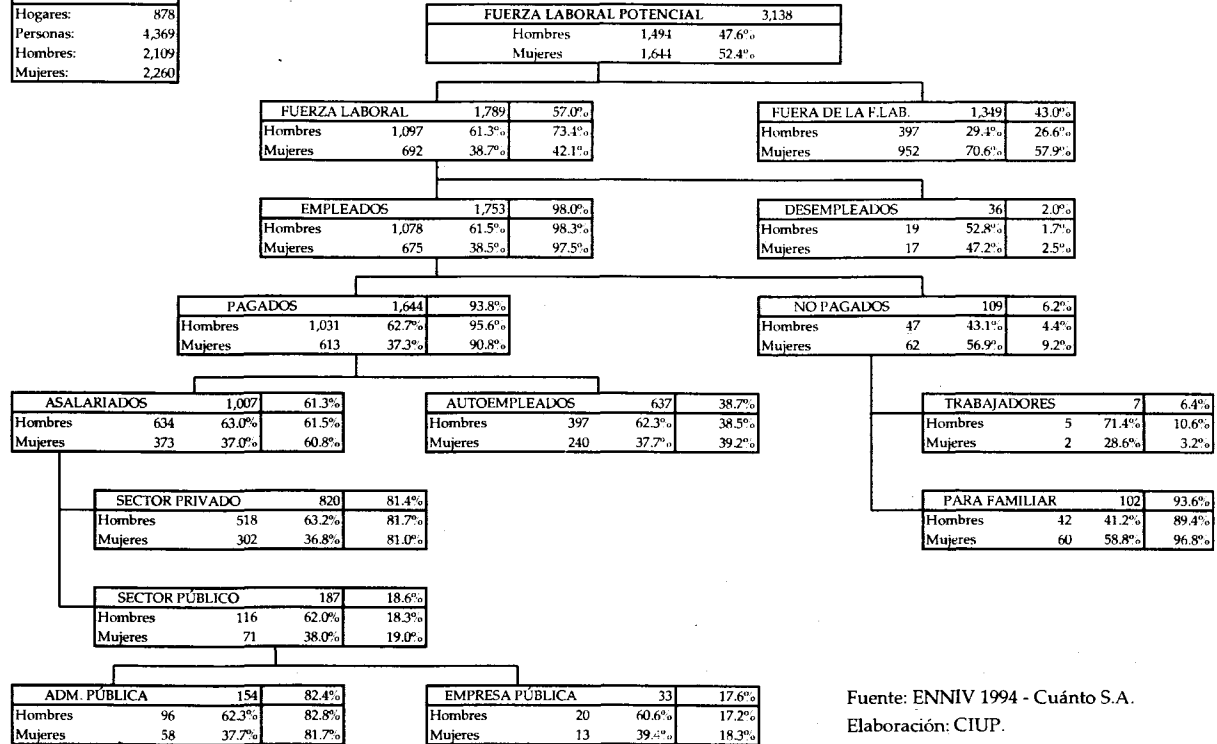 Hogares: 878
Personas: 4,369
Hombres: 2,109
Mujeres: 2,260
FUERZA LABORAL POTENCIAL 3,138
Hombres 1,494 47.6%
Mujeres 1,644 52.4%
FUERZA LABORAL 1,789 57.0%
Hombres 1,097 61.3% 73.4%
Mujeres 692 38.7% 42.1%
FUERA DE LA F.LAB. 1,349 43.0%
Hombres 397 29.4% 26.6%
Mujeres 952 70.6% 57.9%
EMPLEADOS 1,753 98.0%
Hombres 1,078 61.5% 98.3%
Mujeres 675 38.5% 97.5%
DESEMPLEADOS 36 2.0%
Hombres 19 52.8% 1.7%
Mujeres 17 47.2% 2.5%
PAGADOS 1,644 93.8%
Hombres 1,031 62.7% 95.6%
Mujeres 613 37.3% 90.8%
NO PAGADOS 109 6.2%
Hombres 47 43.1% 4.4%
Mujeres 62 56.9% 9.2%
ASALARIADOS 1,007 61.3%
Hombres 634 63.0% 61.5%
Mujeres 373 37.0% 60.8%
AUTOEMPLEADOS 637 38.7%
Hombres 397 62.3% 38.5%
Mujeres 240 37.7% 39.2%
TRABAJADORES 7 6.4%
Hombres 5 71.4% 10.6%
Mujeres 2 28.6% 3.2%
SECTOR PRIVADO 820 81.4%
Hombres 518 63.2% 81.7%
Mujeres 302 36.8% 81.0%
PARA FAMILIAR 102 93.6%
Hombres 42 41.2% 89.4%
Mujeres 60 58.8% 96.8%
SECTOR PÚBLICO 187 18.6%
Hombres 116 62.0% 18.3%
Mujeres 71 38.0% 19.0%
ADM. PÚBLICA 154 82.4%
Hombres 96 62.3% 82.8%
Mujeres 58 37.7% 81.7%
EMPRESA PÚBLICA 33 17.6%
Hombres 20 60.6% 17.2%
Mujeres 13 39.4% 18.3%
Fuente: ENNIV 1994 - Cuánto S.A.
Elaboración: CIUP.